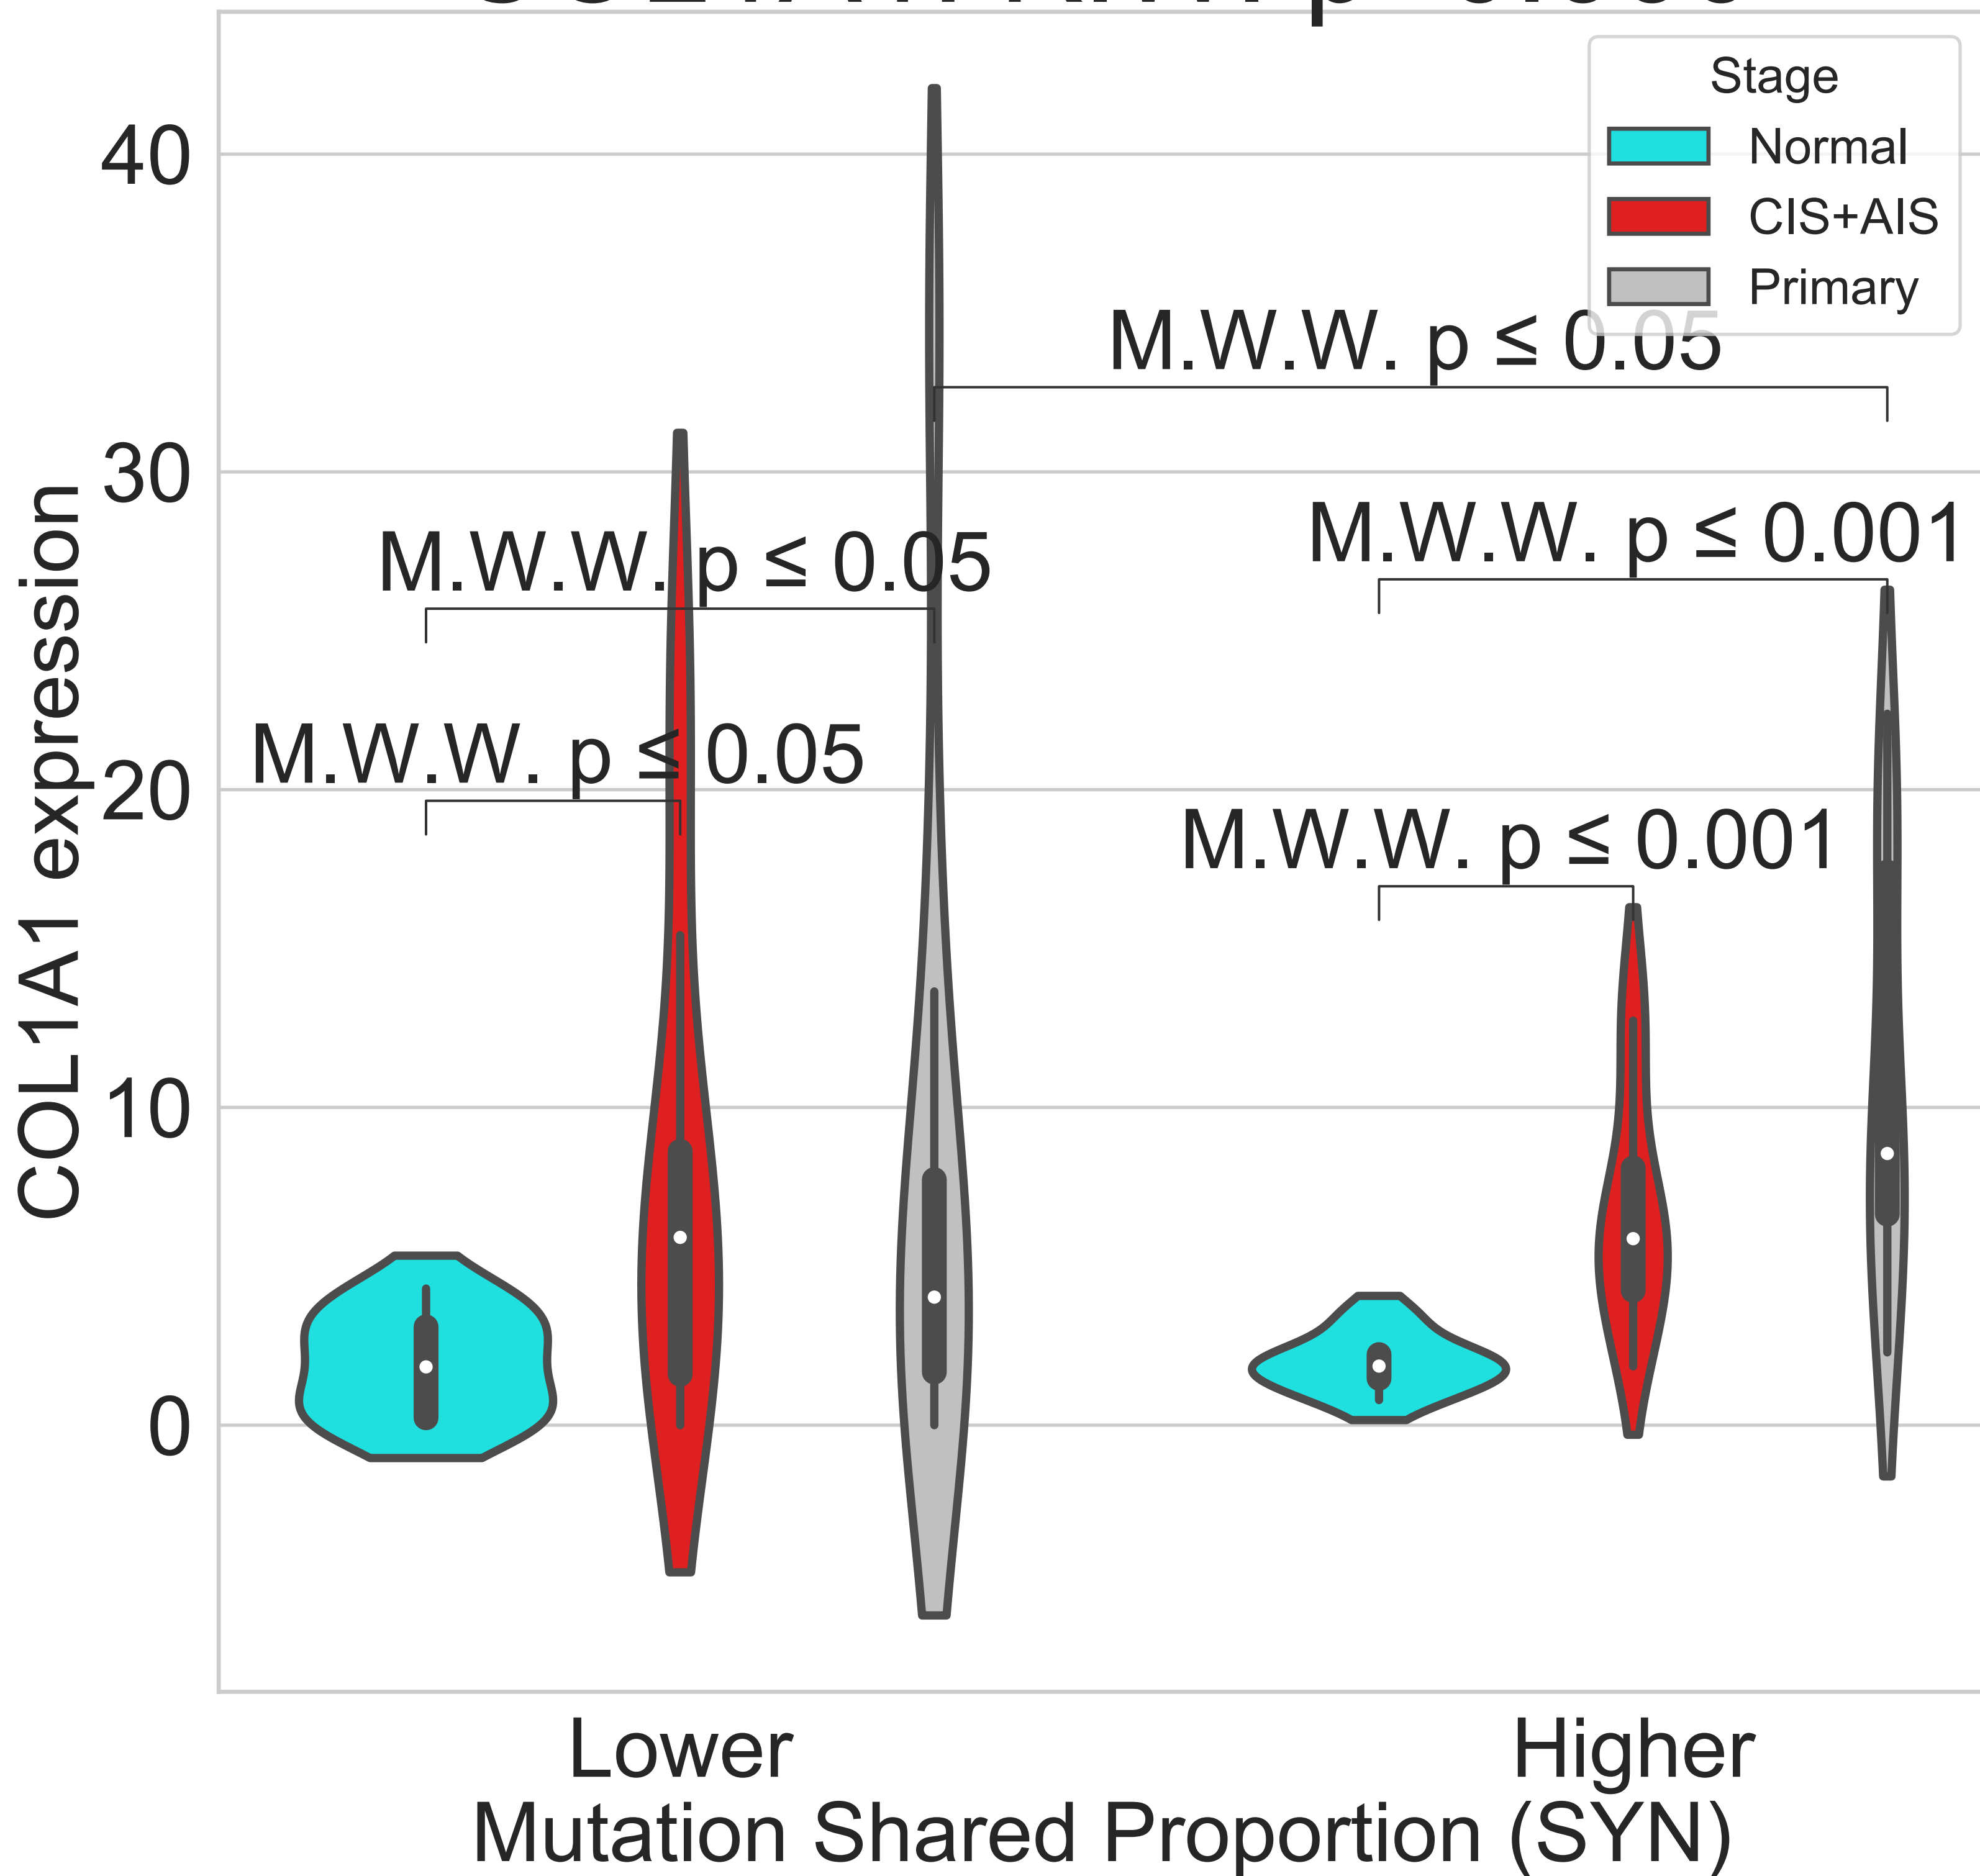 Stage
40
Normal
CIS+AIS
Primary
M.W.W. p ≤ 0.05
30
M.W.W. p ≤ 0.001
M.W.W. p ≤ 0.05
M.W.W. p ≤ 0.05
20
M.W.W. p ≤ 0.001
COL1A1 expression
10
0
Lower
Higher
Mutation Shared Proportion (SYN)